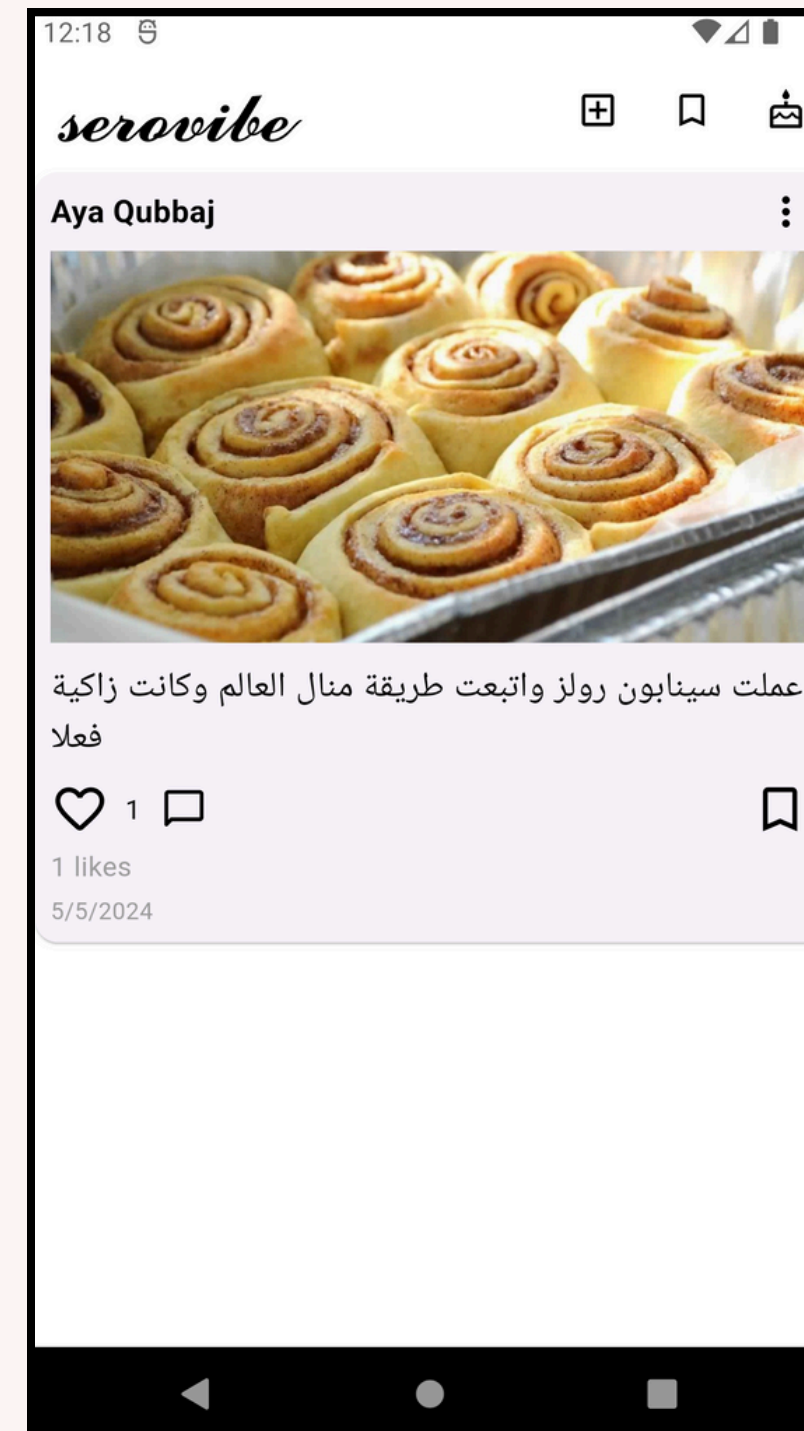 12:18
serovibe
Aya Qubbaj
عملت سينابون رولز واتبعت طريقة منال العالم وكانت زاكية
فعلا
1
1 likes
5/5/2024